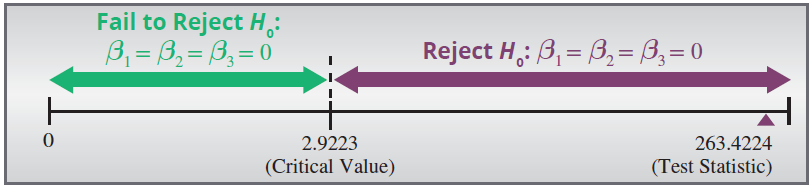 Fail to Reject H₀:
β₁ = β₂ = β₃ = 0
Reject H₀: β₁ = β₂ = β₃ = 0
0
2.9223
263.4224
(Critical Value)
(Test Statistic)